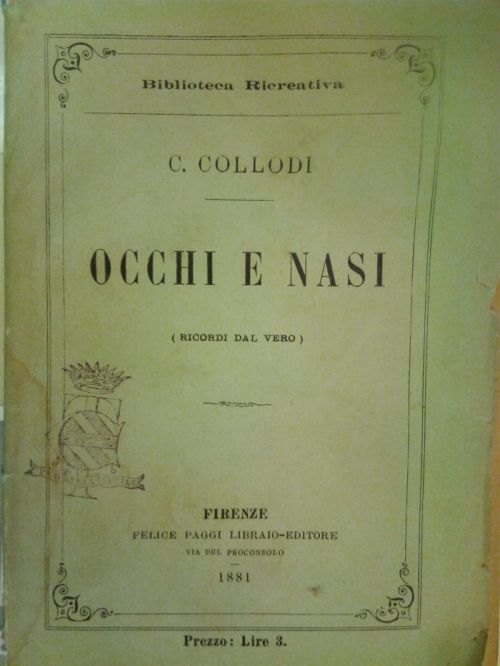 Biblioteca Ricreativa
C. COLLODI
OCCHI E NASI
( RICORDI DAL VERO )
FIRENZE
FELICE PAGGI LIBRAIO-EDITORE
VIA DEL PROCONSOLO
1881
Prezzo: Lire 3.